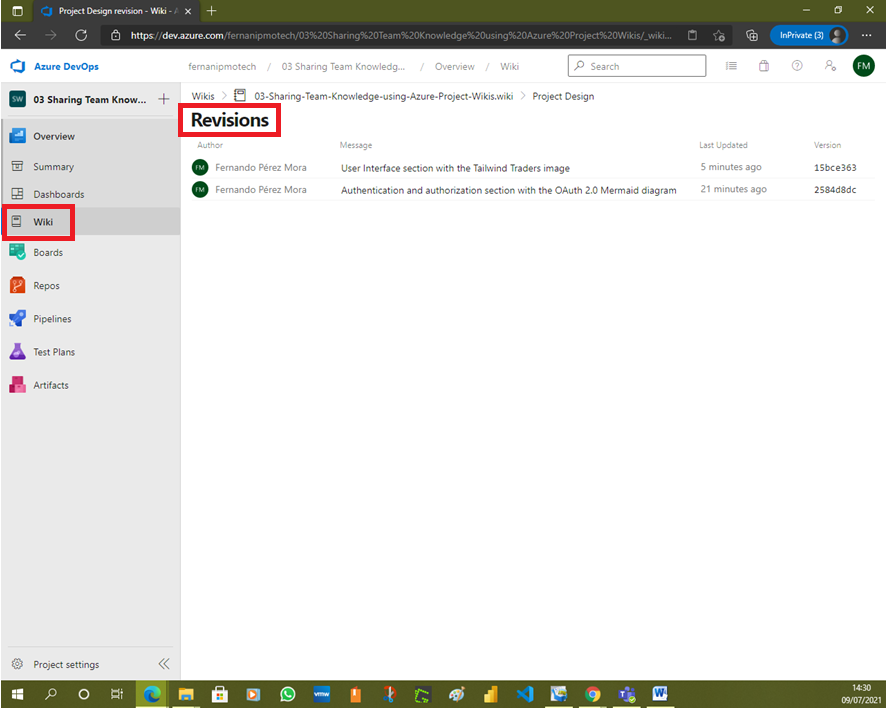 Project Design revision - Wiki - A
https://dev.azure.com/fernanipmotech/03%20Sharing%20Team%20Knowledge%20using%20Azure%20Project%20Wikis/_wiki...
InPrivate (3)
Azure DevOps
fernanipmotech / 03 Sharing Team Knowledg... / Overview / Wiki
Search
FM
SW
03 Sharing Team Know...
Wikis > 03-Sharing-Team-Knowledge-using-Azure-Project-Wikis.wiki > Project Design
Revisions
Author Message Last Updated Version
FM Fernando Pérez Mora User Interface section with the Tailwind Traders image 5 minutes ago 15bce363
FM Fernando Pérez Mora Authentication and authorization section with the OAuth 2.0 Mermaid diagram 21 minutes ago 2584d8dc
Overview
Summary
Dashboards
Wiki
Boards
Repos
Pipelines
Test Plans
Artifacts
Project settings
vmw
14:30
09/07/2021